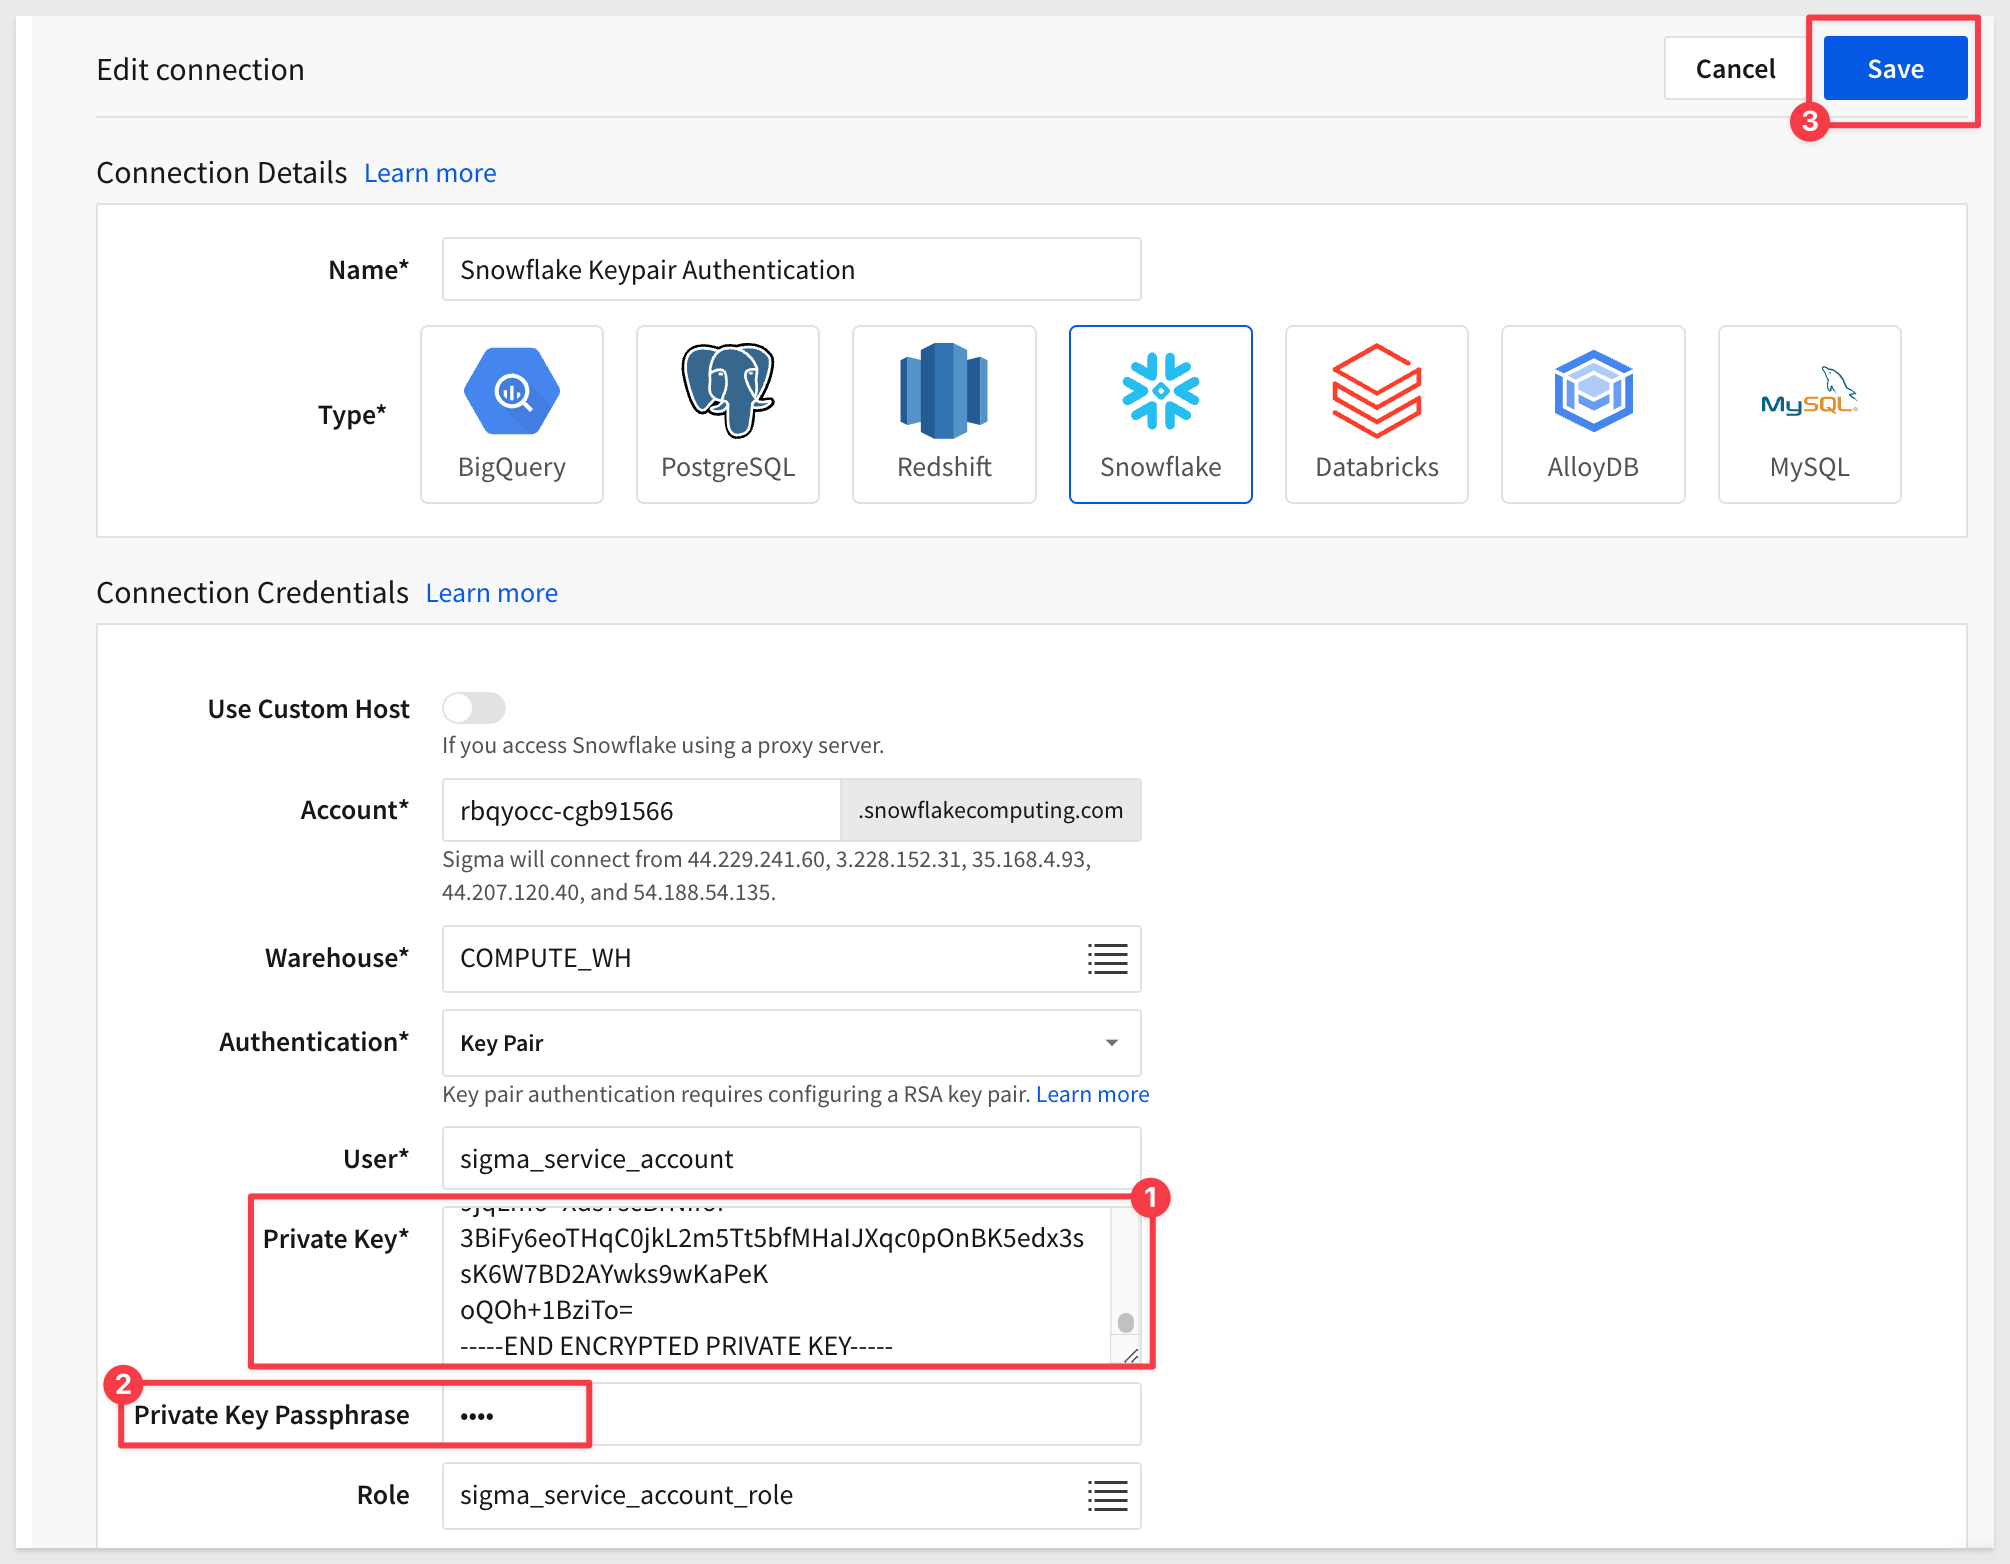 Edit connection
Cancel
Save
3
Connection Details Learn more
Name* Snowflake Keypair Authentication
Type*
BigQuery
PostgreSQL
Redshift
Snowflake
Databricks
AlloyDB
MySQL
MySQL
Connection Credentials Learn more
Use Custom Host
If you access Snowflake using a proxy server.
Account* rbqyocc-cgb91566 .snowflakecomputing.com
Sigma will connect from 44.229.241.60, 3.228.152.31, 35.168.4.93,
44.207.120.40, and 54.188.54.135.
Warehouse* COMPUTE_WH
Authentication* Key Pair
Key pair authentication requires configuring a RSA key pair. Learn more
User* sigma_service_account
1
Private Key*
3BiFy6eoTHqC0jkL2m5Tt5bfMHaIJXqc0pOnBK5edx3s
sK6W7BD2AYwks9wKaPeK
oQOh+1BziTo=
-----END ENCRYPTED PRIVATE KEY-----
2
Private Key Passphrase ••••
Role sigma_service_account_role